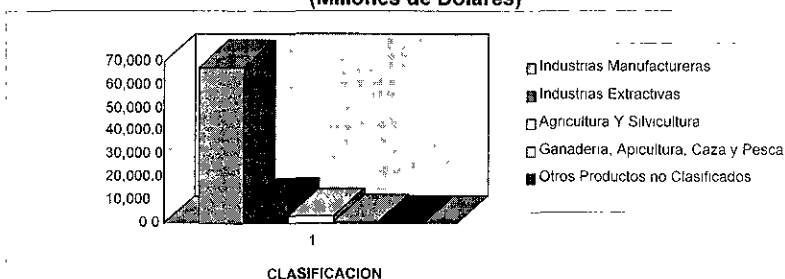 (Millones de Dolares)
70,000 0
60,000 0
50,000 0
40,000.0
30,000 0
20,000.0
10,000
0 0
1
CLASIFICACION
Industrias Manufactureras
Industrias Extractivas
Agricultura Y Silvicultura
Ganaderia, Apicultura, Caza y Pesca
Otros Productos no Clasificados